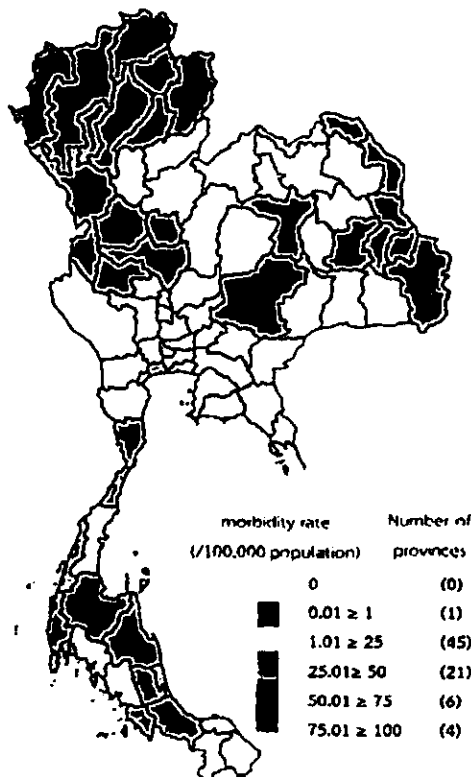 morbidity rate Number of
(/100,000 population) provinces
0 (0)
0.01 ≥ 1 (1)
1.01 ≥ 25 (45)
25.01≥ 50 (21)
50.01 ≥ 75 (6)
75.01 ≥ 100 (4)